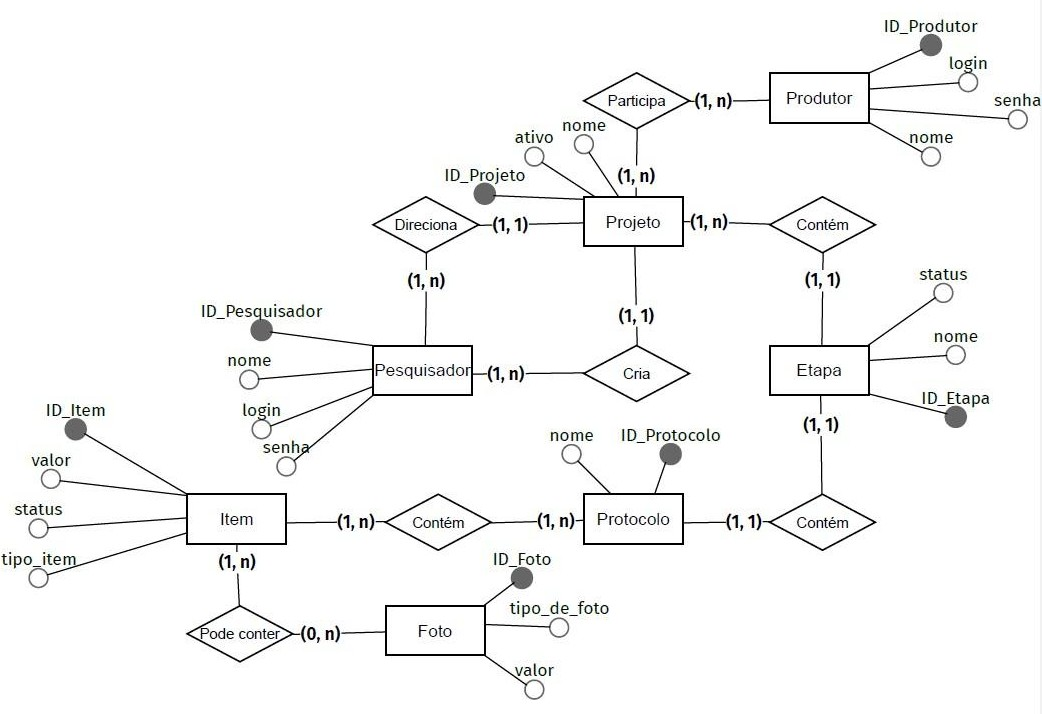 ID_Produtor
login
senha
nome
Produtor
(1, n)
Participa
(1, n)
nome
ativo
ID_Projeto
Projeto
(1, n)
Contém
(1, 1)
Direciona
(1, 1)
(1, n)
(1, 1)
Cria
(1, n)
ID_Pesquisador
nome
login
senha
Pesquisador
status
nome
ID_Etapa
Etapa
(1, 1)
Contém
(1, 1)
nome
ID_Protocolo
Protocolo
(1, n)
Contém
(1, n)
ID_Item
valor
status
tipo_item
Item
(1, n)
Pode conter
(0, n)
Foto
ID_Foto
tipo_de_foto
valor